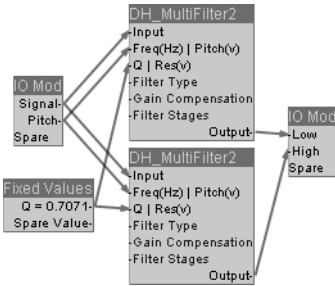 DH_MultiFilter2
Input
Freq(Hz) | Pitch(v)
Q | Res(v)
Filter Type
Gain Compensation
Filter Stages
Output
IO Mod
Signal
Pitch
Spare
Fixed Values
Q = 0.7071
Spare Value
DH_MultiFilter2
Input
Freq(Hz) | Pitch(v)
Q | Res(v)
Filter Type
Gain Compensation
Filter Stages
Output
IO Mod
Low
High
Spare